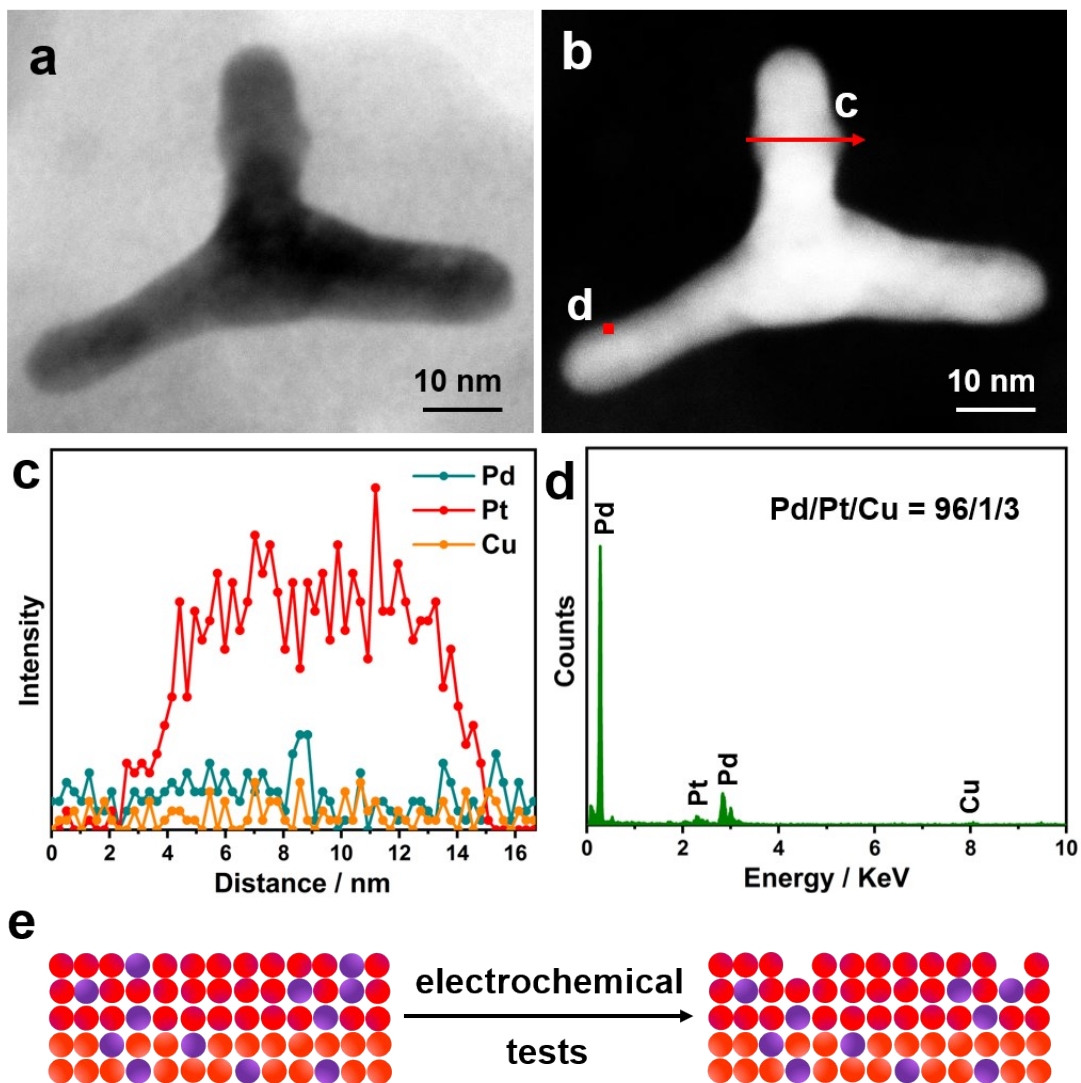 a
10 nm
b
c
d
10 nm
c
Pd
Pt
Cu
Intensity
0 2 4 6 8 10 12 14 16
Distance / nm
d
Pd/Pt/Cu = 96/1/3
Pd
Pt
Pd
Cu
Counts
0 2 4 6 8 10
Energy / KeV
e
electrochemical
tests